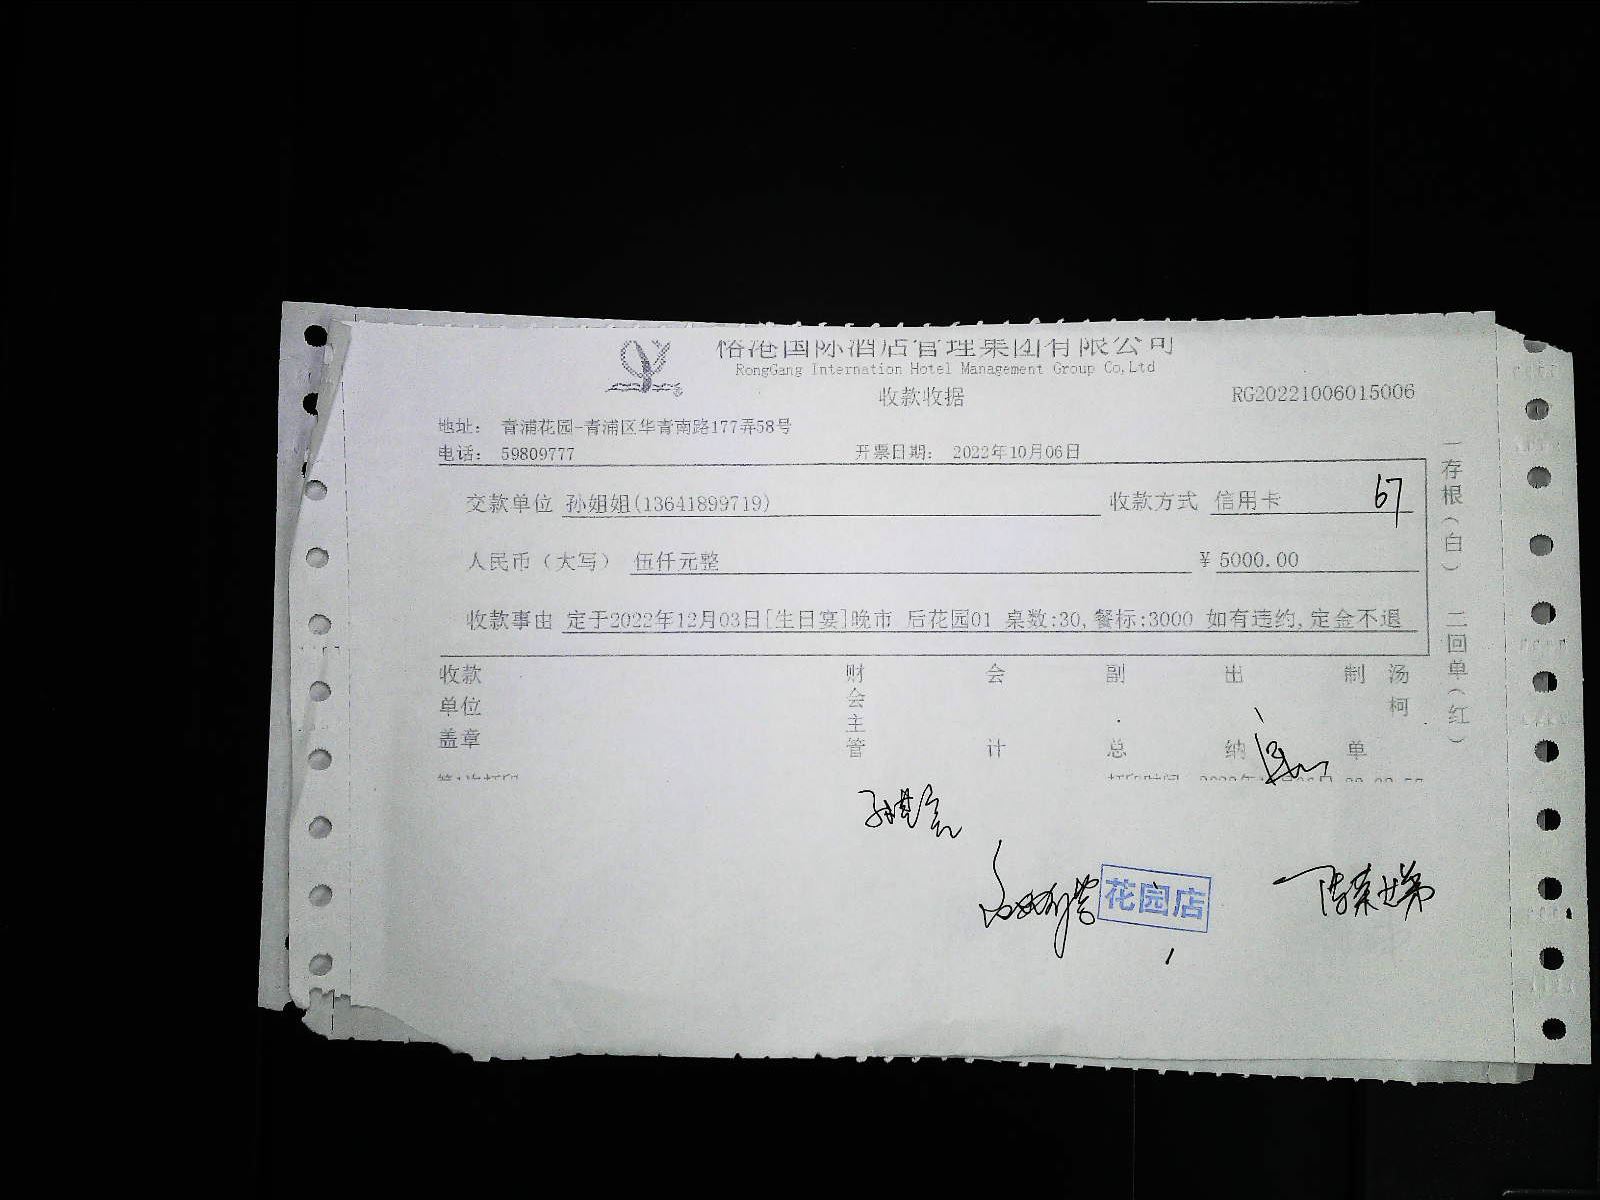 榕港国际酒店管理集团有限公司
RongGang Internation Hotel Management Group Co,Ltd
收款收据
RG20221006015006
地址： 青浦花园-青浦区华青南路177弄58号
电话： 59809777 开票日期： 2022年10月06日
交款单位 孙姐姐(13641899719) 收款方式 信用卡 67
人民币（大写） 伍仟元整 ¥ 5000.00
收款事由 定于2022年12月03日[生日宴]晚市 后花园01 桌数:30,餐标:3000 如有违约,定金不退
一存根（白） 二回单（红）
收款单位盖章 财会主管 会计 副总 出纳 制单 汤柯
花园店